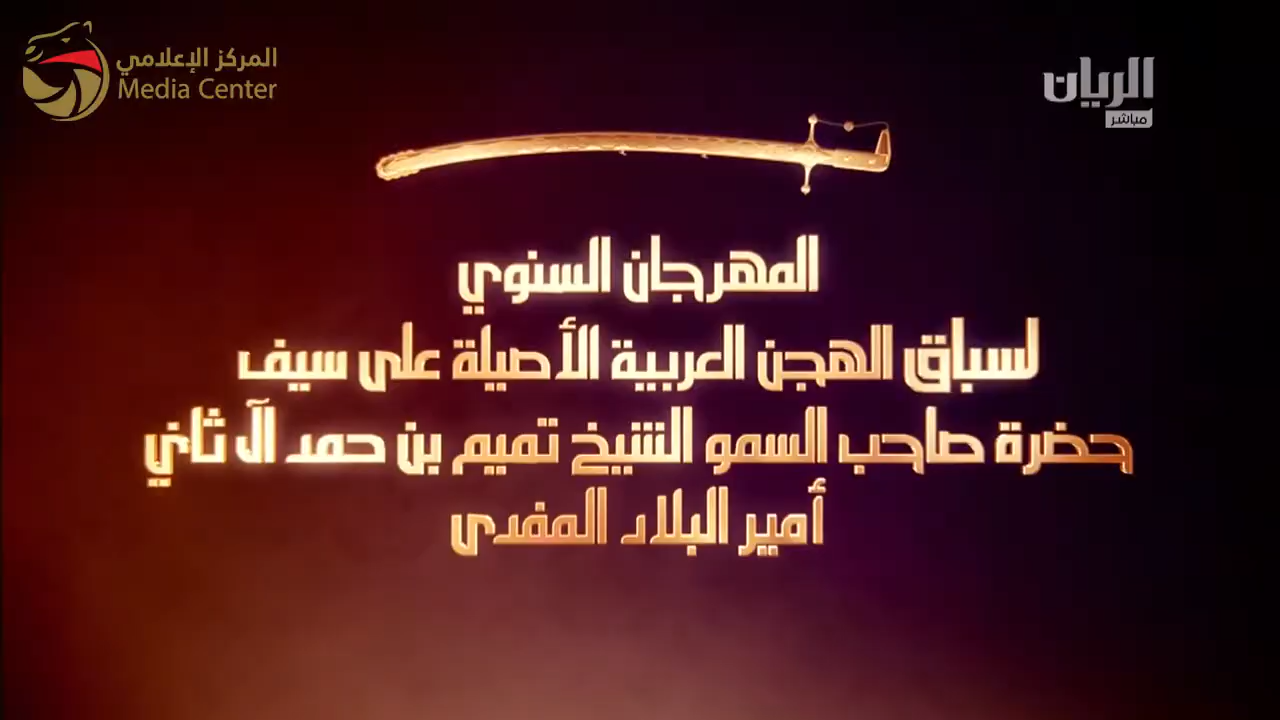 المركز الإعلامي
Media Center
الريان
مباشر
المهرجان السنوي
لسباق الهجن العربية الأصيلة على سيف
حضرة صاحب السمو الشيخ تميم بن حمد آل ثاني
أمير البلاد المفدى